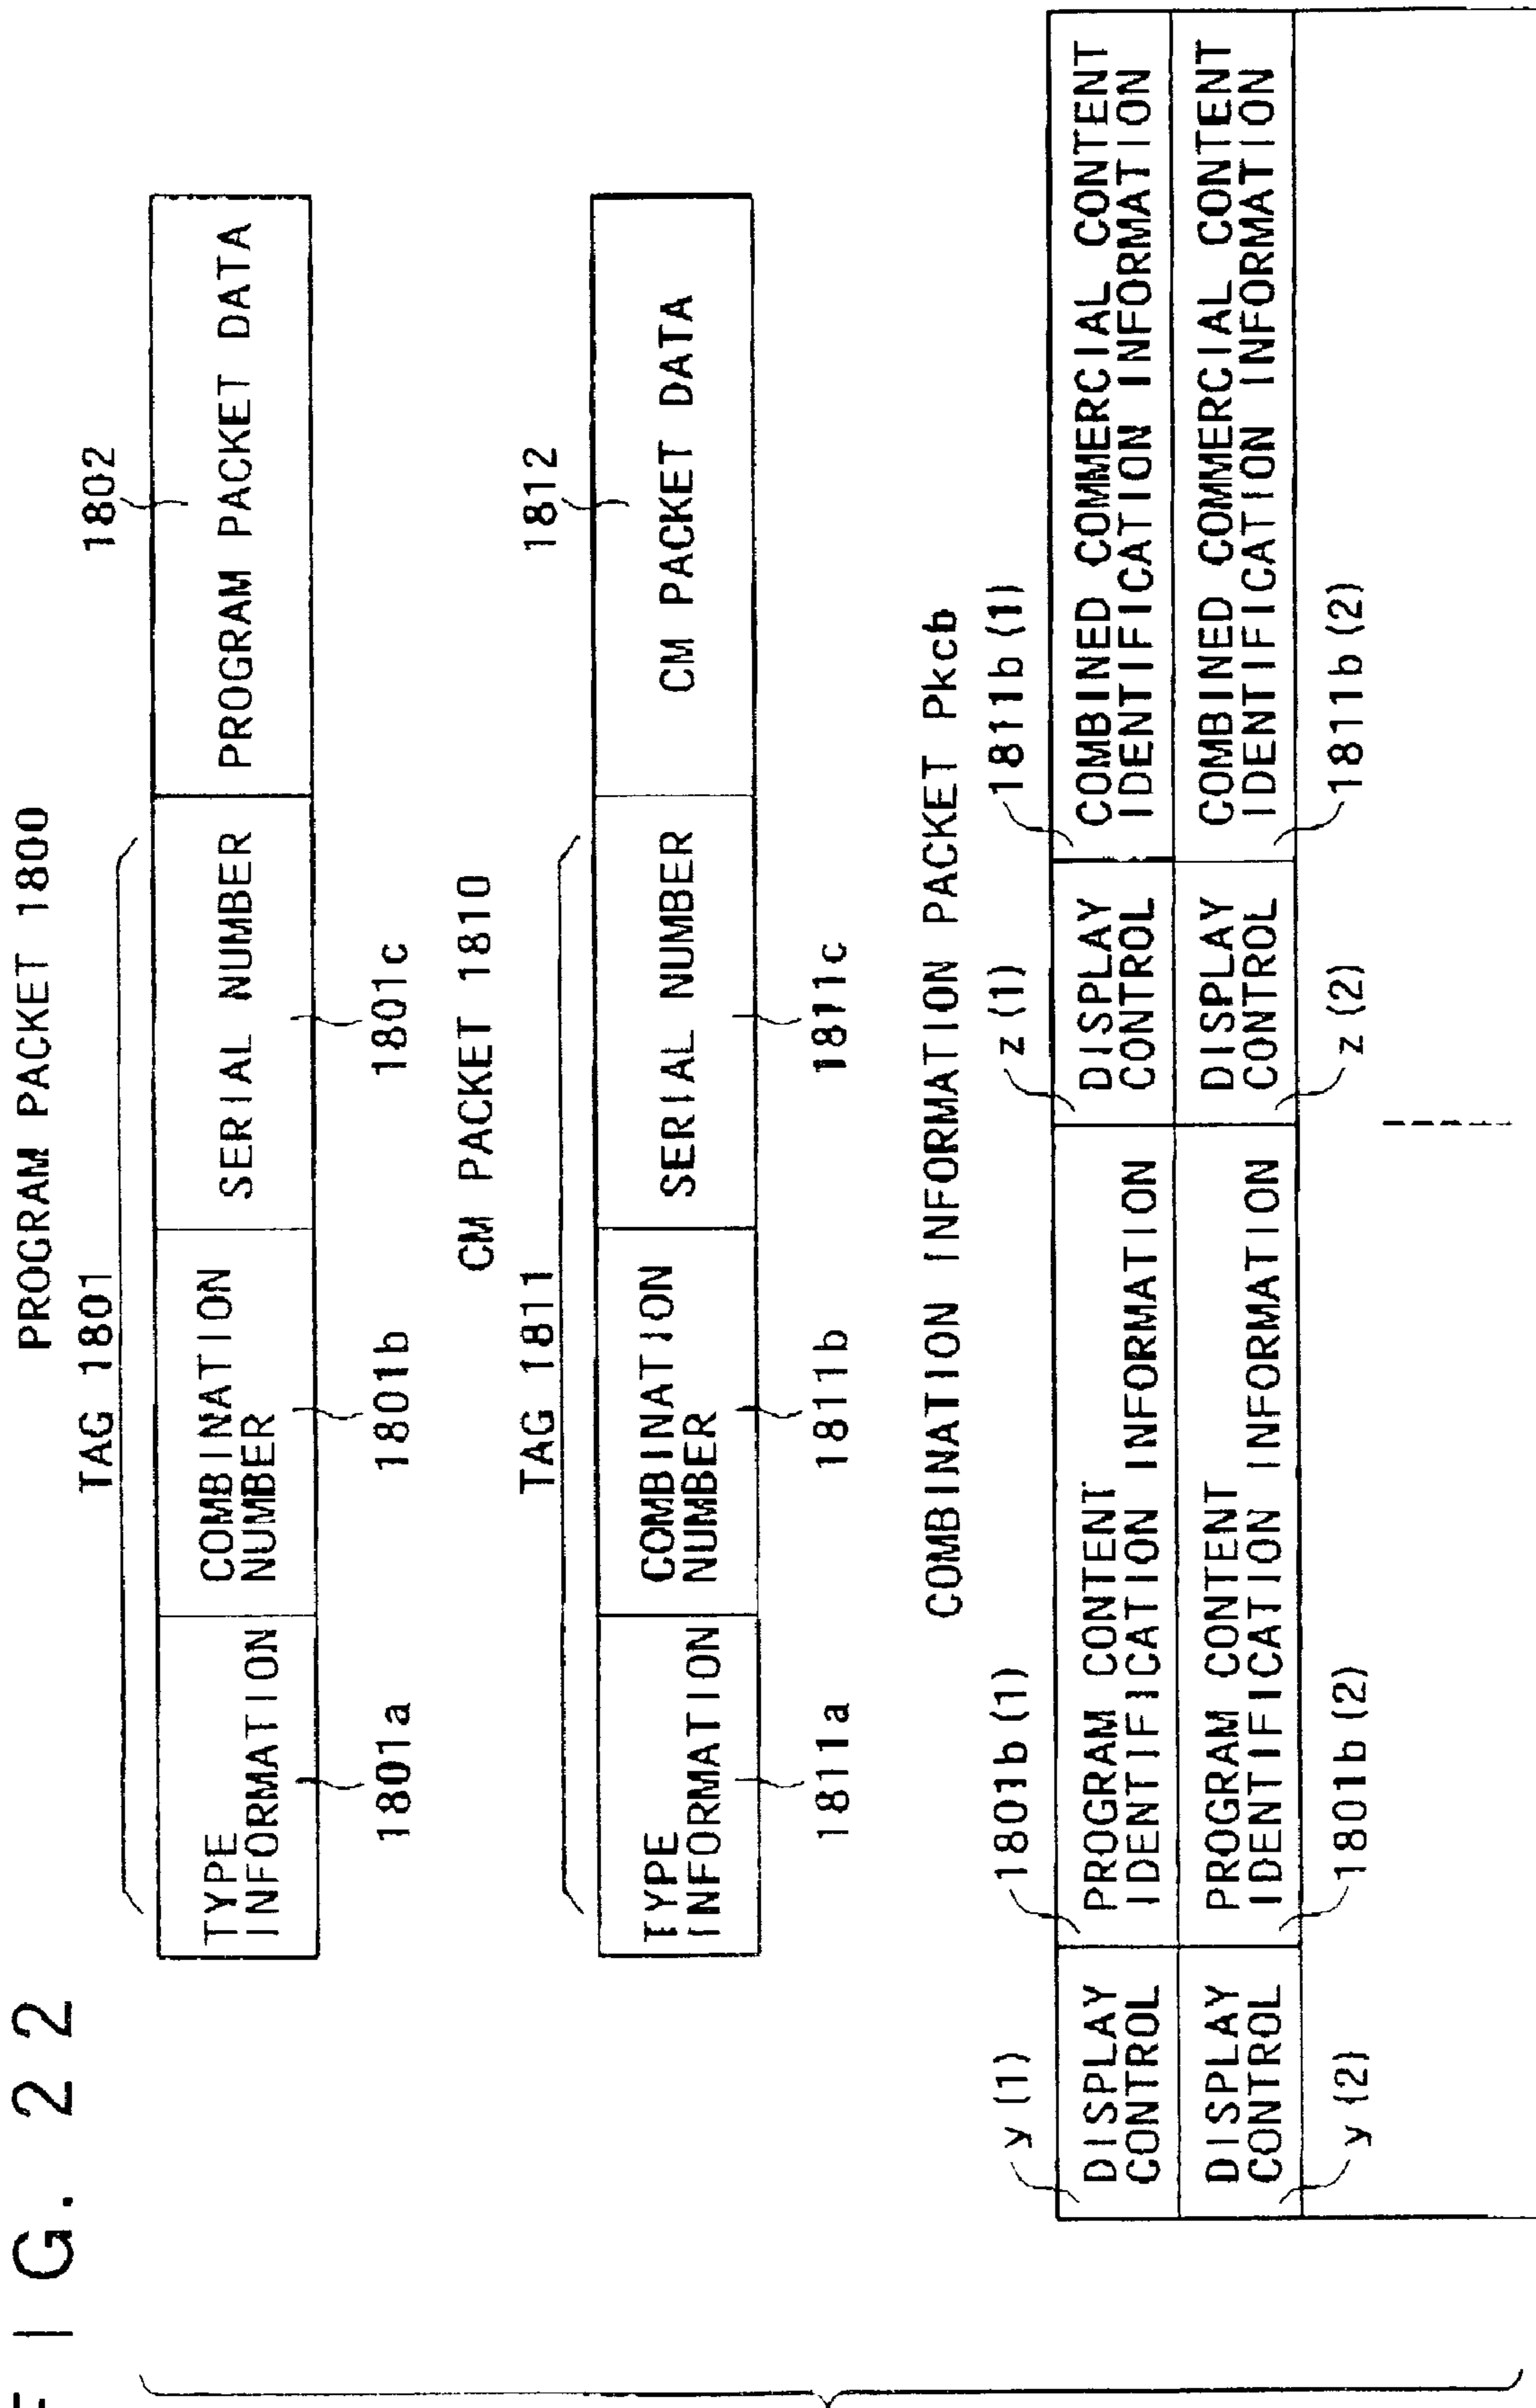 FIG. 22
PROGRAM PACKET 1800
TAG 1801
1802
TYPE
INFORMATION
COMBINATION
NUMBER
SERIAL NUMBER
PROGRAM PACKET DATA
1801a
1801b
1801c
CM PACKET 1810
TAG 1811
1812
TYPE
INFORMATION
COMBINATION
NUMBER
SERIAL NUMBER
CM PACKET DATA
1811a
1811b
1811c
COMBINATION INFORMATION PACKET Pkcb
y (1)
1801b (1)
z (1)
1811b (1)
DISPLAY
CONTROL
PROGRAM CONTENT
IDENTIFICATION INFORMATION
DISPLAY
CONTROL
COMBINED COMMERCIAL CONTENT
IDENTIFICATION INFORMATION
DISPLAY
CONTROL
PROGRAM CONTENT
IDENTIFICATION INFORMATION
DISPLAY
CONTROL
COMBINED COMMERCIAL CONTENT
IDENTIFICATION INFORMATION
y (2)
1801b (2)
z (2)
1811b (2)